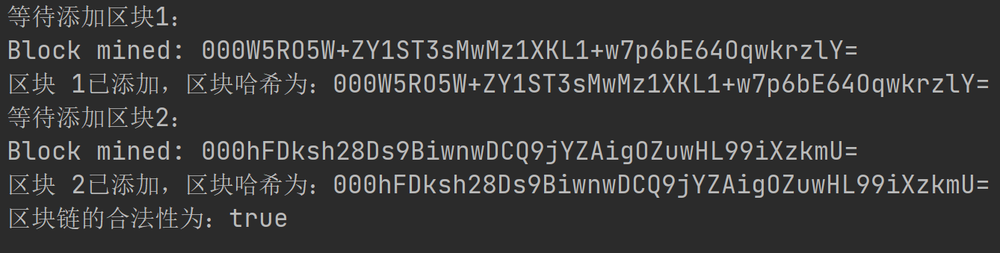 等待添加区块1：
Block mined: 000W5RO5W+ZY1ST3sMwMz1XKL1+w7p6bE64OqwkrzlY=
区块 1已添加，区块哈希为：000W5RO5W+ZY1ST3sMwMz1XKL1+w7p6bE64OqwkrzlY=
等待添加区块2：
Block mined: 000hFDksh28Ds9BiwnwDCQ9jYZAigOZuwHL99iXzkmU=
区块 2已添加，区块哈希为：000hFDksh28Ds9BiwnwDCQ9jYZAigOZuwHL99iXzkmU=
区块链的合法性为：true